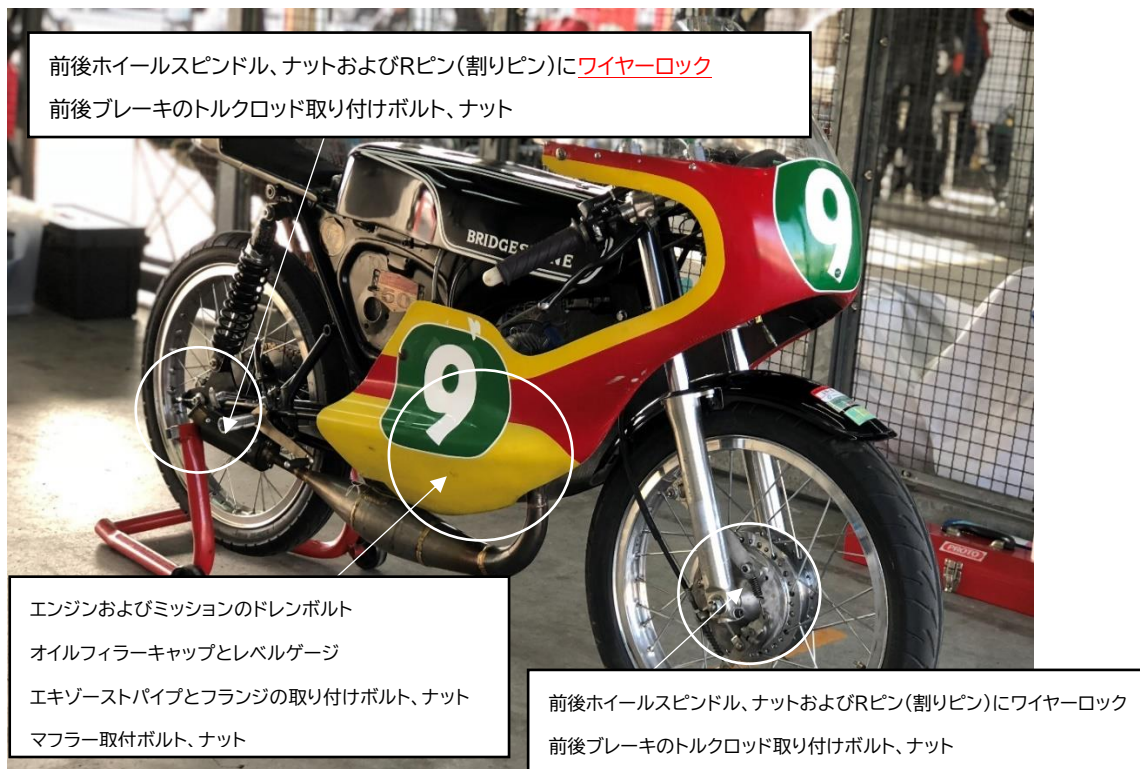 前後ホイールスピンドル、ナットおよびRピン(割りピン)にワイヤーロック
前後ブレーキのトルクロッド取り付けボルト、ナット
BRIDGESTONE
60
9
9
PROTO
エンジンおよびミッションのドレンボルト
オイルフィラーキャップとレベルゲージ
エキゾーストパイプとフランジの取り付けボルト、ナット
マフラー取付ボルト、ナット
前後ホイールスピンドル、ナットおよびRピン(割りピン)にワイヤーロック
前後ブレーキのトルクロッド取り付けボルト、ナット